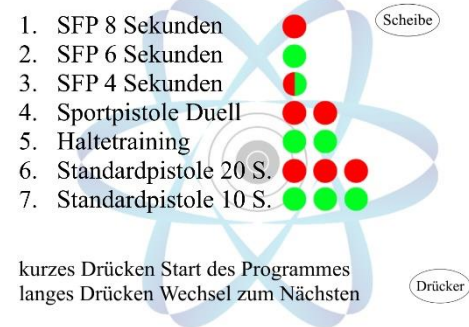 Scheibe
1. SFP 8 Sekunden
2. SFP 6 Sekunden
3. SFP 4 Sekunden
4. Sportpistole Duell
5. Haltetraining
6. Standardpistole 20 S.
7. Standardpistole 10 S.
kurzes Drücken Start des Programmes
langes Drücken Wechsel zum Nächsten
Drücker